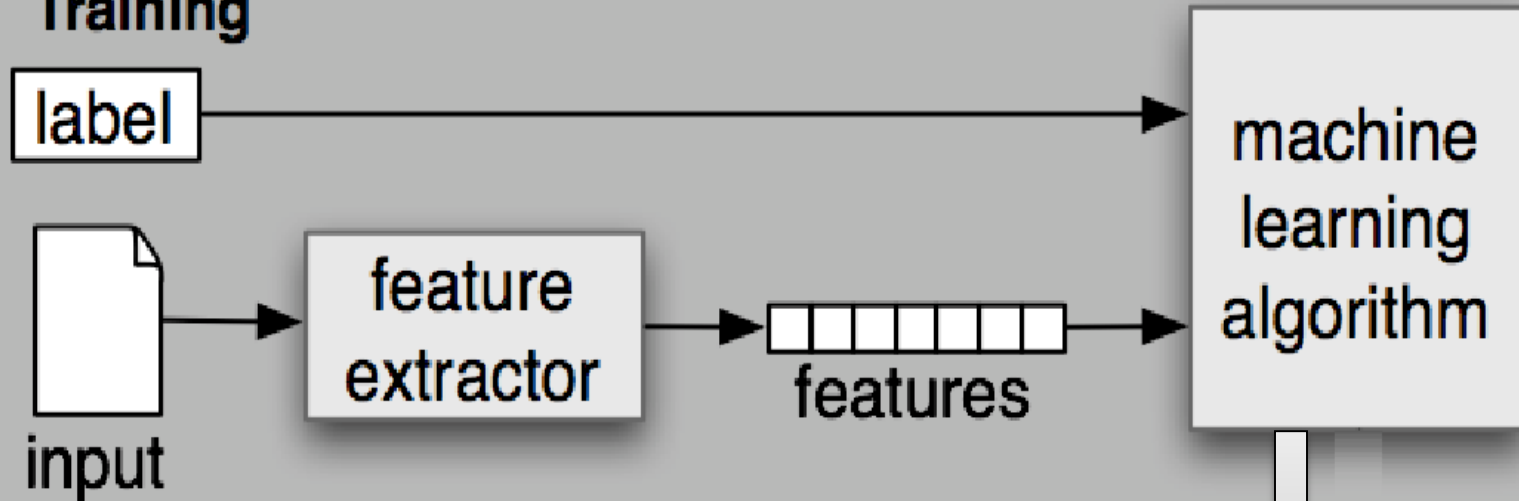 Training
label
machine
learning
algorithm
feature
extractor
features
input